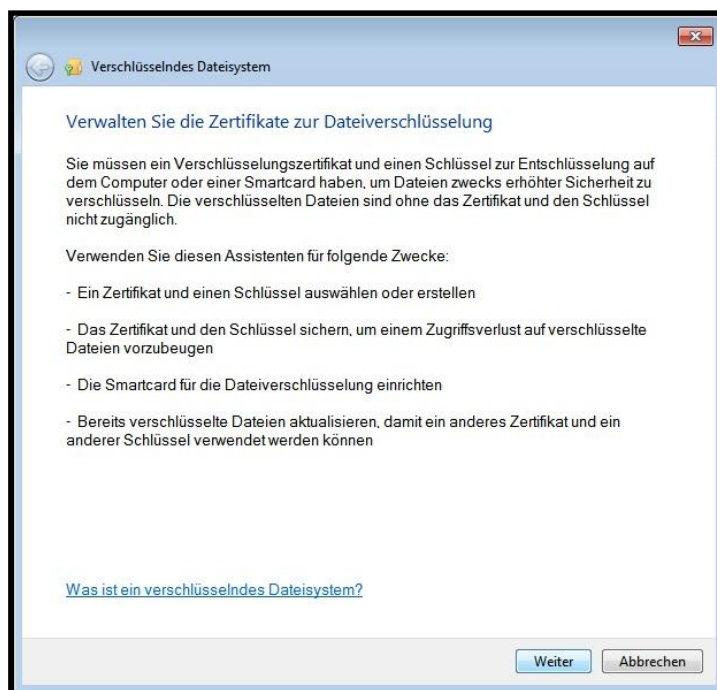 Verschlüsselndes Dateisystem
Verwalten Sie die Zertifikate zur Dateiverschlüsselung
Sie müssen ein Verschlüsselungszertifikat und einen Schlüssel zur Entschlüsselung auf
dem Computer oder einer Smartcard haben, um Dateien zwecks erhöhter Sicherheit zu
verschlüsseln. Die verschlüsselten Dateien sind ohne das Zertifikat und den Schlüssel
nicht zugänglich.
Verwenden Sie diesen Assistenten für folgende Zwecke:
- Ein Zertifikat und einen Schlüssel auswählen oder erstellen
- Das Zertifikat und den Schlüssel sichern, um einem Zugriffsverlust auf verschlüsselte
Dateien vorzubeugen
- Die Smartcard für die Dateiverschlüsselung einrichten
- Bereits verschlüsselte Dateien aktualisieren, damit ein anderes Zertifikat und ein
anderer Schlüssel verwendet werden können
Was ist ein verschlüsselndes Dateisystem?
Weiter Abbrechen